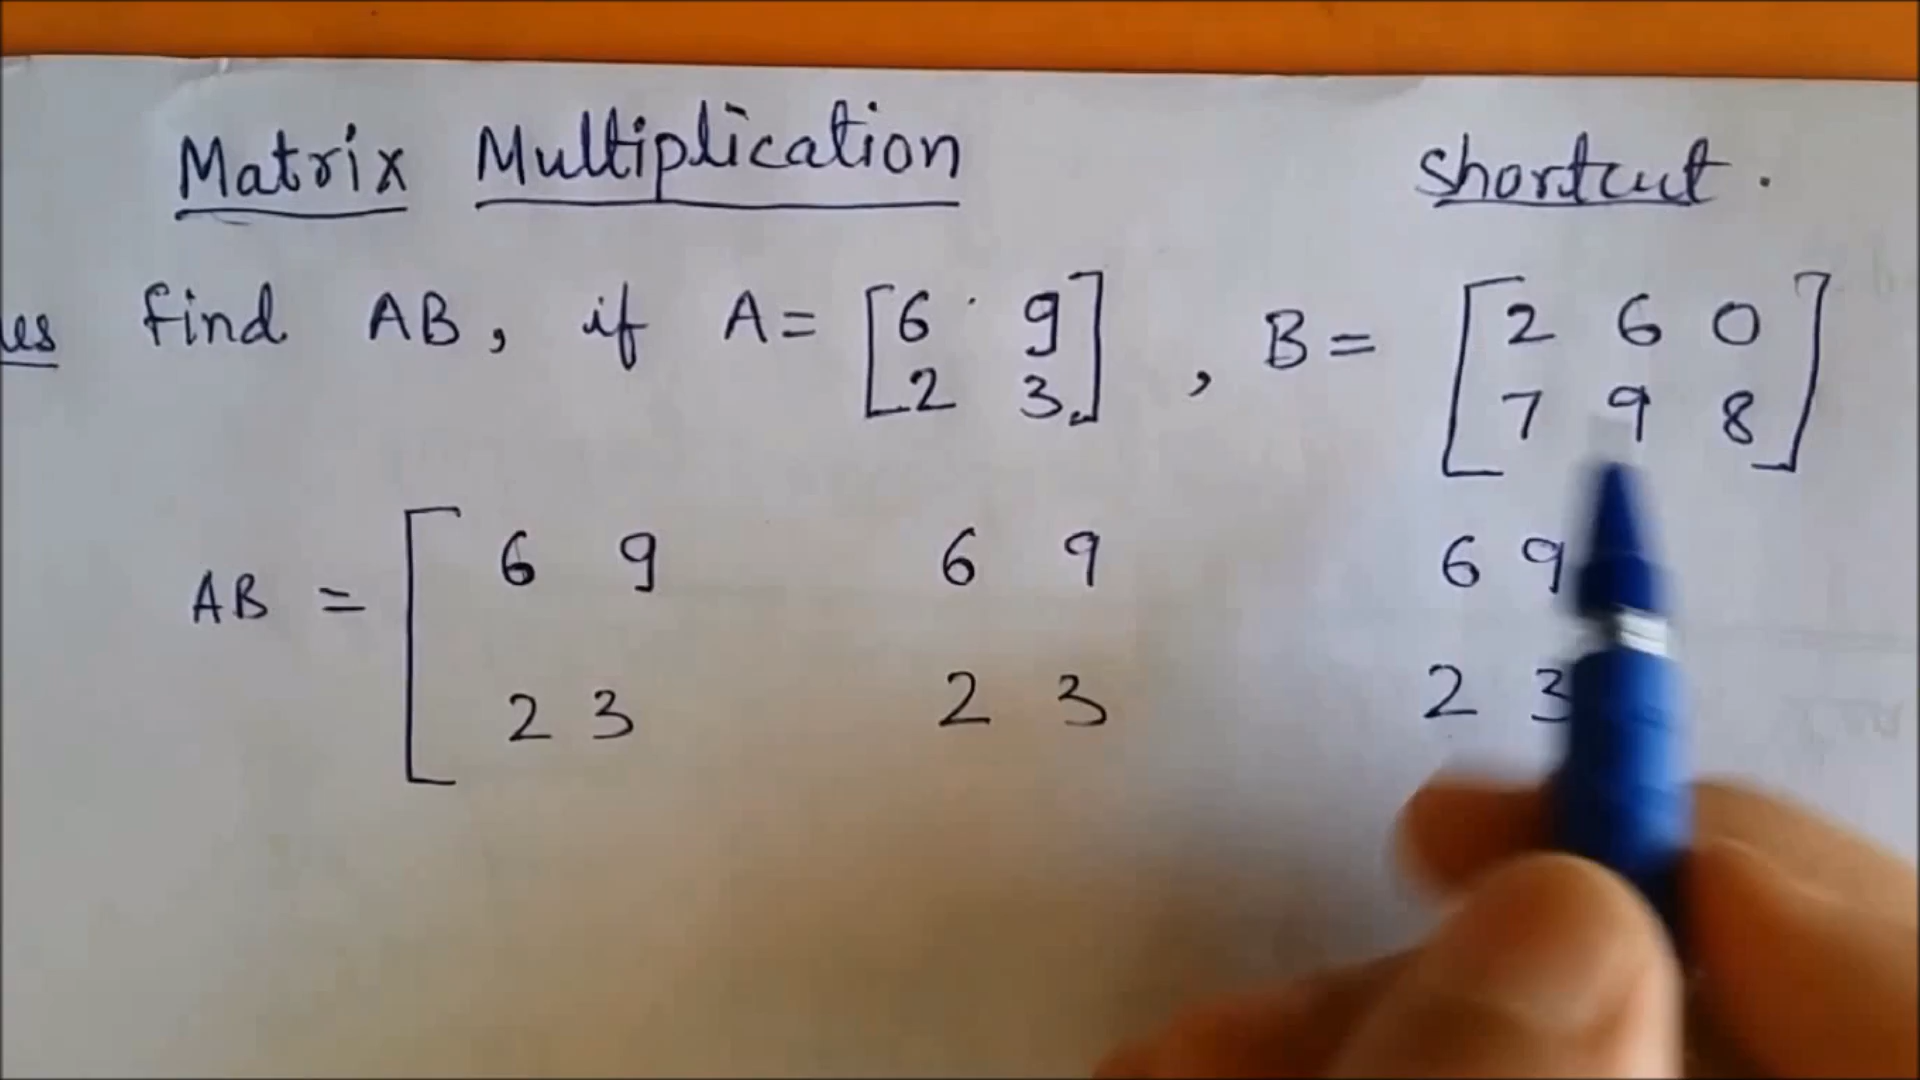 Matrix Multiplication Shortcut.
find AB, if A = [6 9 , B = [2 6 0
2 3] 7 9 8]
AB = [6 9 6 9 6 9
2 3 2 3 2 3